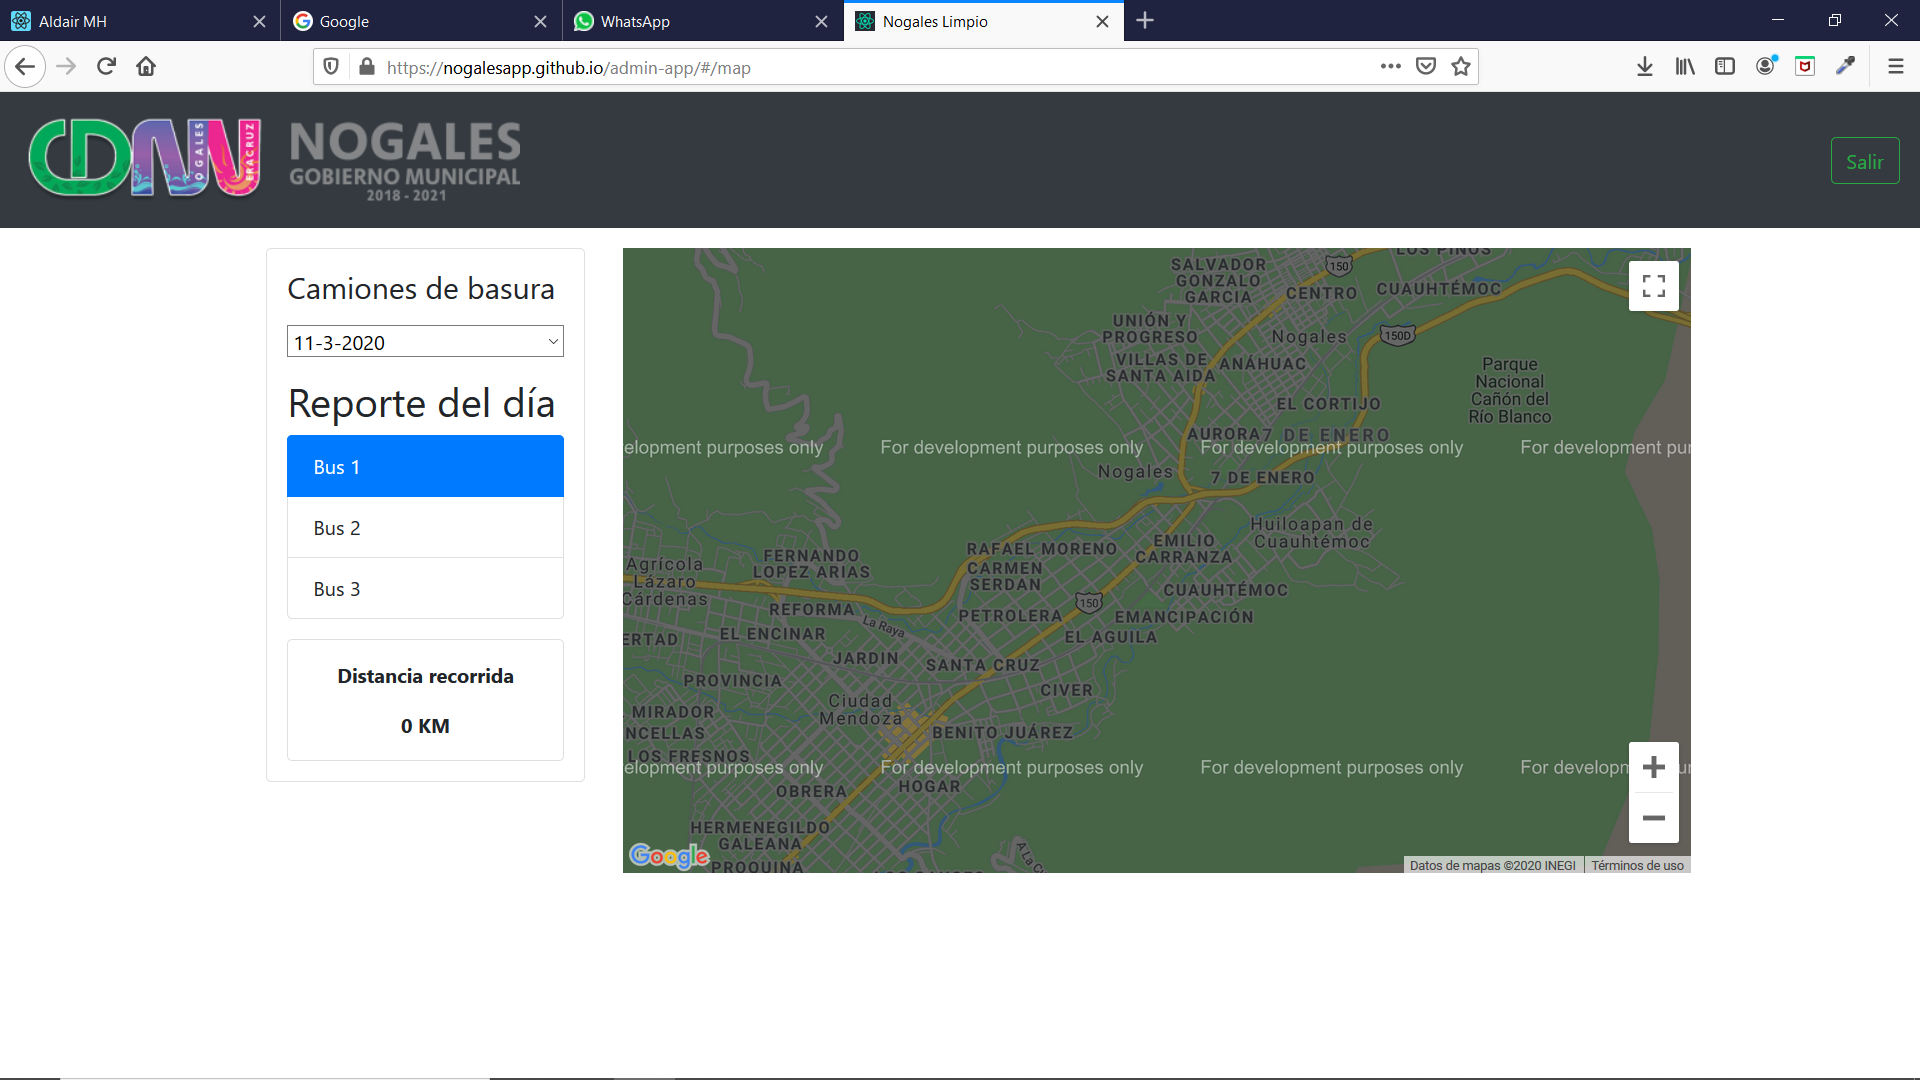 Aldair MH
Google
WhatsApp
Nogales Limpio
https://nogalesapp.github.io/admin-app/#/map
CDNN
NOGALES
VERACRUZ
NOGALES
GOBIERNO MUNICIPAL
2018 - 2021
Salir
Camiones de basura
11-3-2020
Reporte del día
Bus 1
Bus 2
Bus 3
Distancia recorrida
0 KM
LOS PINOS
150
SALVADOR
GONZALO
GARCIA
CENTRO
CUAUHTÉMOC
UNIÓN Y
PROGRESO
Nogales
150D
VILLAS DE
SANTA AIDA
ANÁHUAC
Parque
Nacional
Cañón del
Río Blanco
EL CORTIJO
AURORA
7 DE ENERO
elopment purposes only
For development purposes only
For development purposes only
For development pur
Nogales
7 DE ENERO
Huiloapan de
Cuauhtémoc
EMILIO
CARRANZA
RAFAEL MORENO
FERNANDO
LOPEZ ARIAS
Agrícola
Lázaro
Cárdenas
CARMEN
SERDAN
CUAUHTÉMOC
150
REFORMA
La Raya
PETROLERA
EMANCIPACIÓN
ERTAD
EL ENCINAR
EL AGUILA
JARDIN
SANTA CRUZ
PROVINCIA
CIVER
Ciudad
Mendoza
MIRADOR
NCELLAS
BENITO JUÁREZ
LOS FRESNOS
elopment purposes only
For development purposes only
For development purposes only
For developm
ur
OBRERA
HOGAR
HERMENEGILDO
GALEANA
PROQUINA
Google
Datos de mapas ©2020 INEGI
Términos de uso